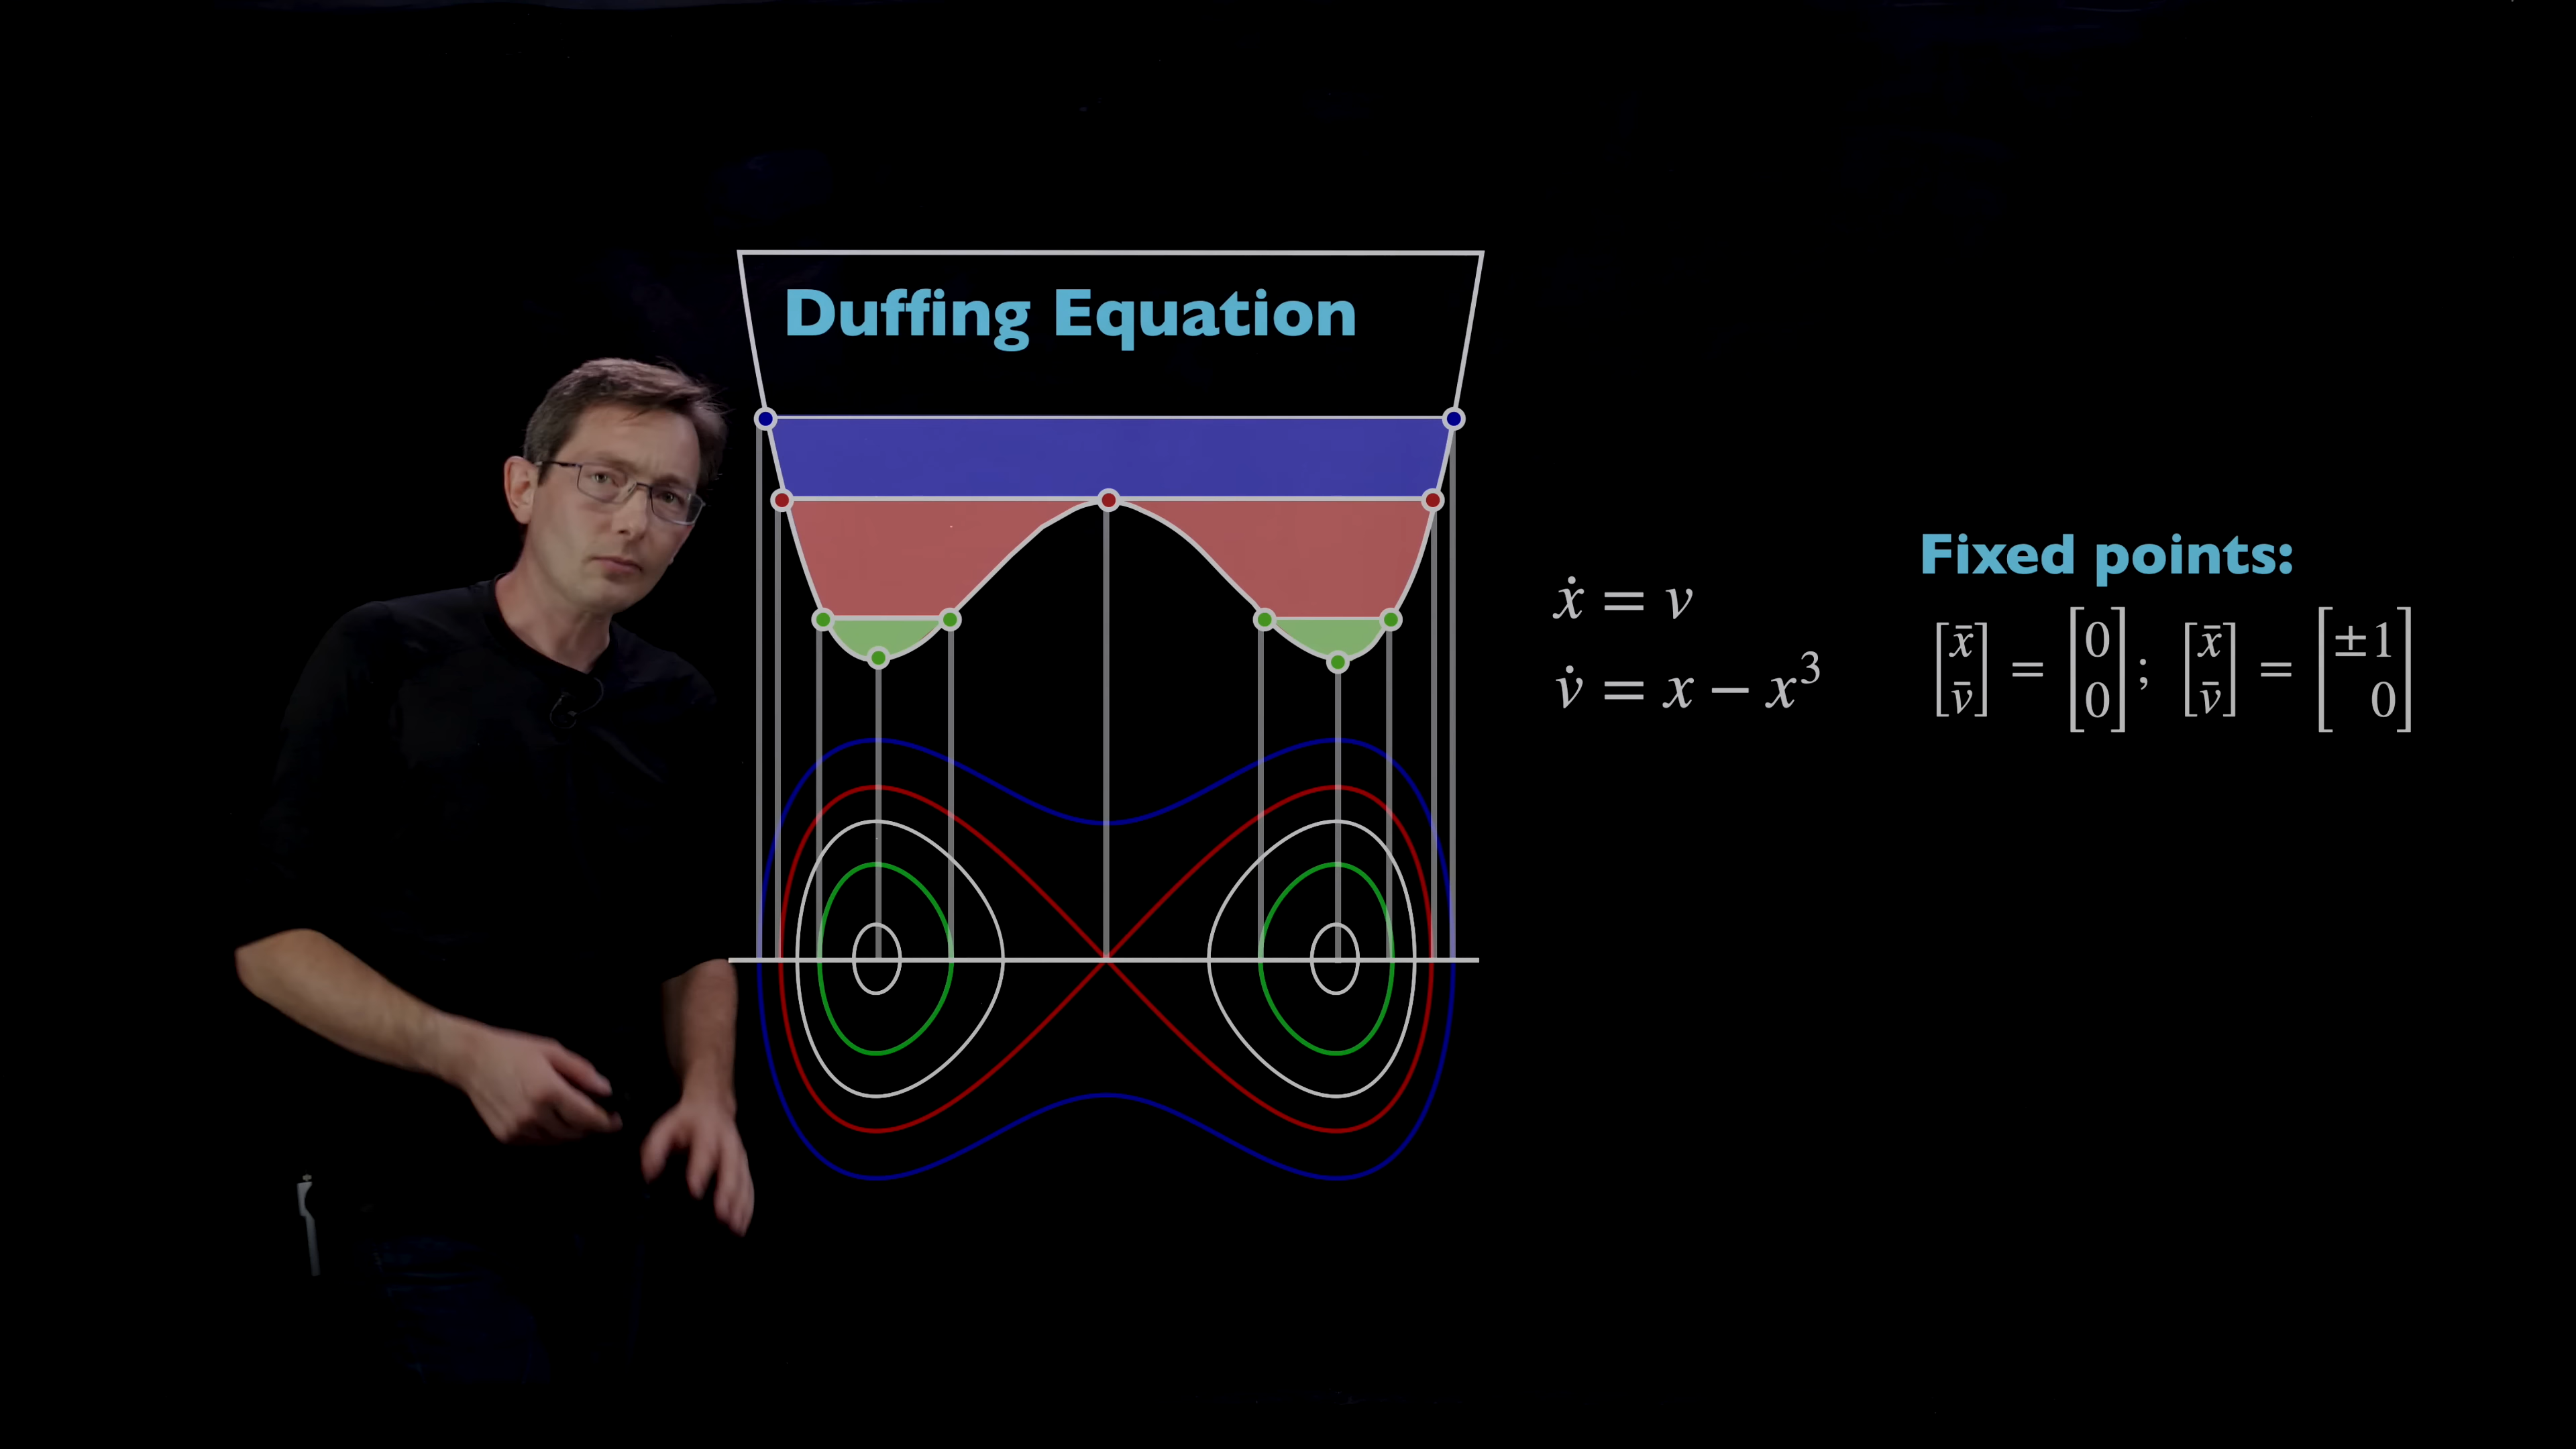 Duffing Equation
ẋ = v
v̇ = x − x³
Fixed points:
[x̄ v̄] = [0 0]; [x̄ v̄] = [±1 0]